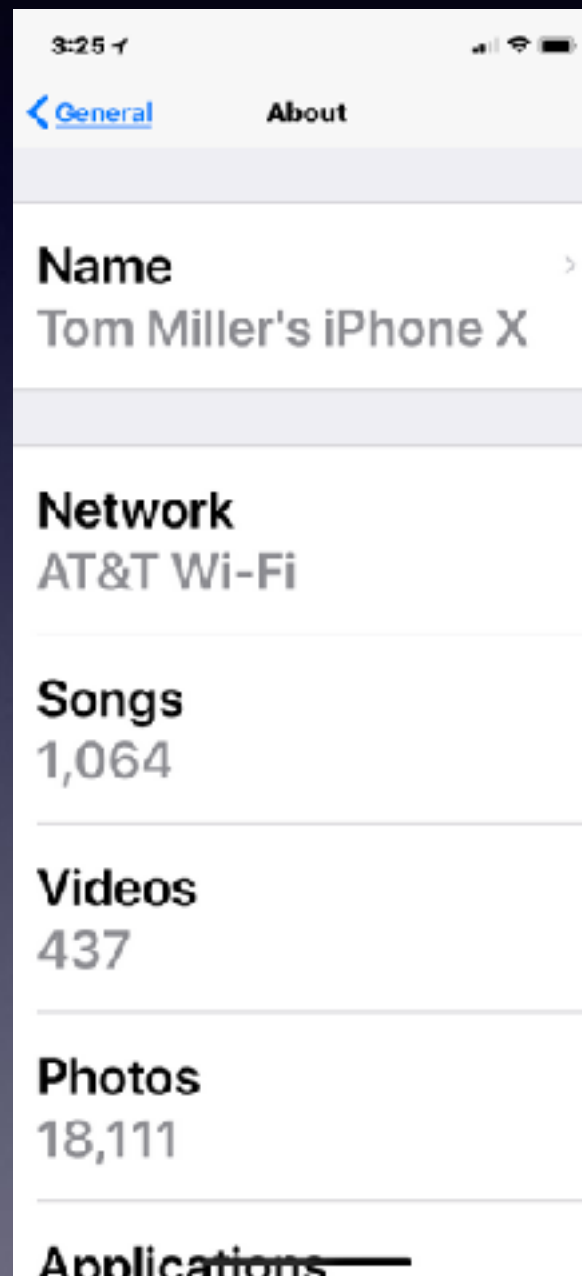 3:25
General About
Name
Tom Miller's iPhone X
Network
AT&T Wi-Fi
Songs
1,064
Videos
437
Photos
18,111
Applications